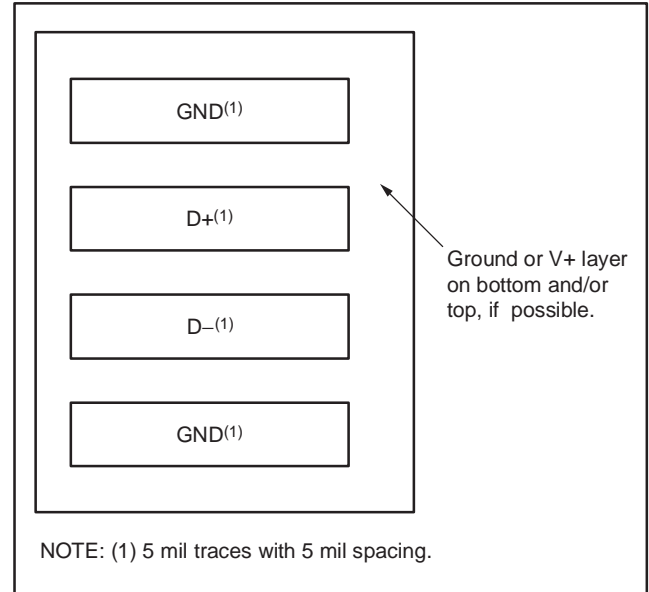 GND(1)
D+(1)
Ground or V+ layer
on bottom and/or
top, if possible.
D−(1)
GND(1)
NOTE: (1) 5 mil traces with 5 mil spacing.